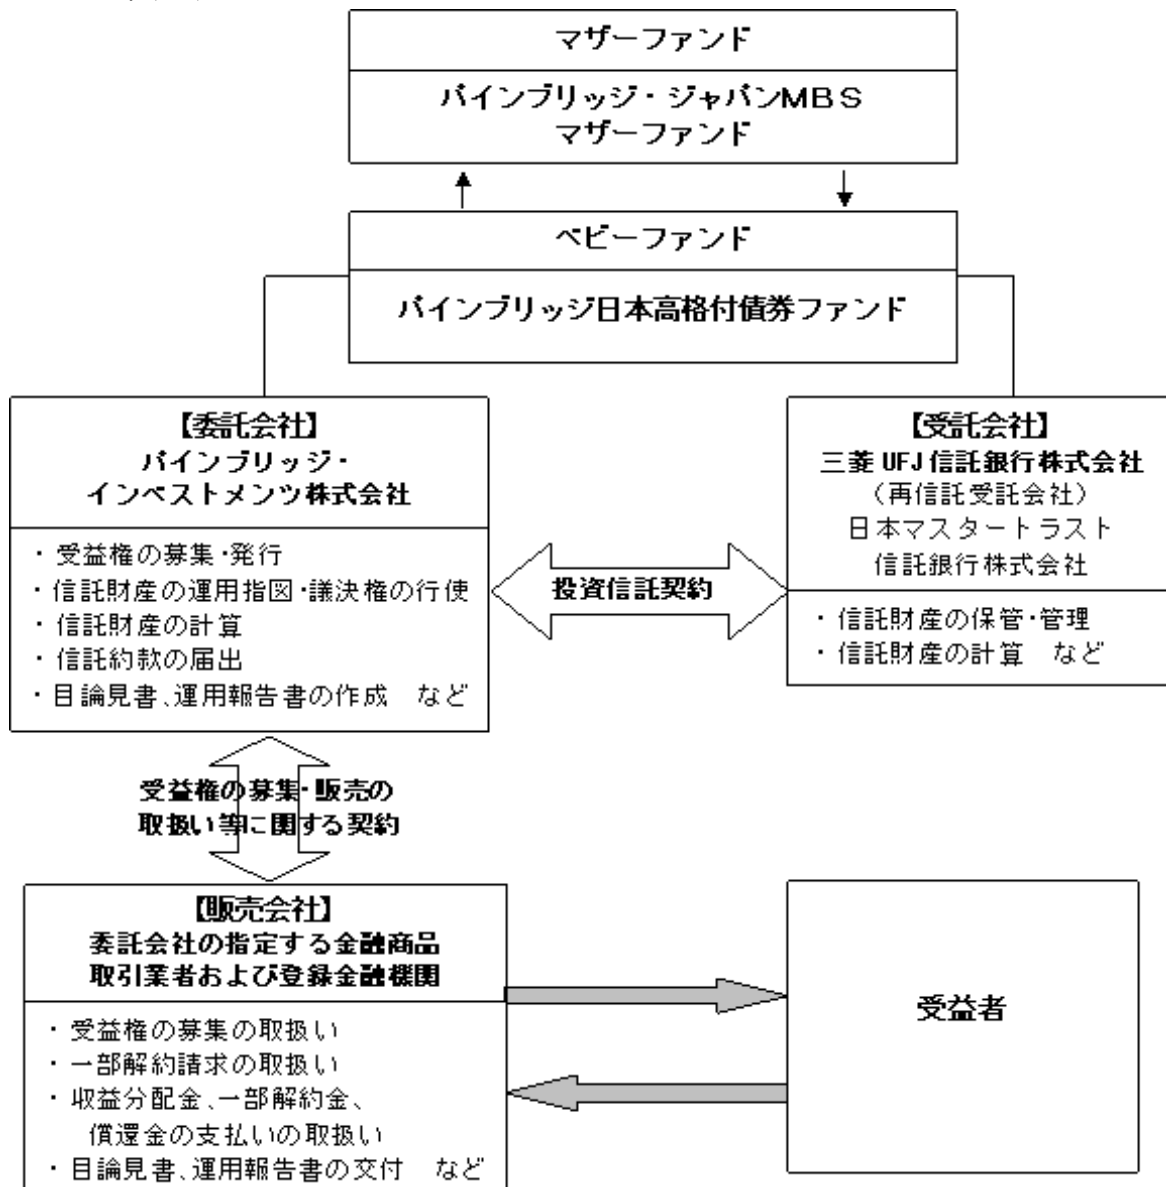 マザーファンド
パインブリッジ・ジャパンMBS
マザーファンド
ベビーファンド
パインブリッジ日本高格付債券ファンド
【委託会社】
パインブリッジ・
インベストメンツ株式会社
・受益権の募集・発行
・信託財産の運用指図・議決権の行使
・信託財産の計算
・信託約款の届出
・目論見書、運用報告書の作成　など
投資信託契約
【受託会社】
三菱UFJ信託銀行株式会社
（再信託受託会社）
日本マスタートラスト
信託銀行株式会社
・信託財産の保管・管理
・信託財産の計算　など
受益権の募集・販売の
取扱い等に関する契約
【販売会社】
委託会社の指定する金融商品
取引業者および登録金融機関
・受益権の募集の取扱い
・一部解約請求の取扱い
・収益分配金、一部解約金、
償還金の支払いの取扱い
・目論見書、運用報告書の交付　など
受益者